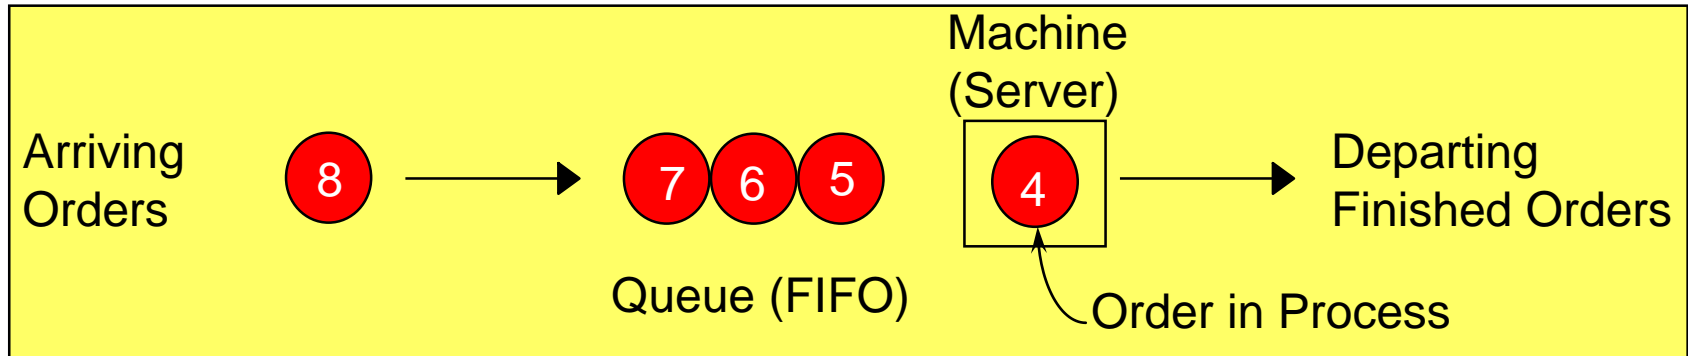 Machine
(Server)
Arriving
Orders
8
7 6 5
4
Departing
Finished Orders
Queue (FIFO)
Order in Process